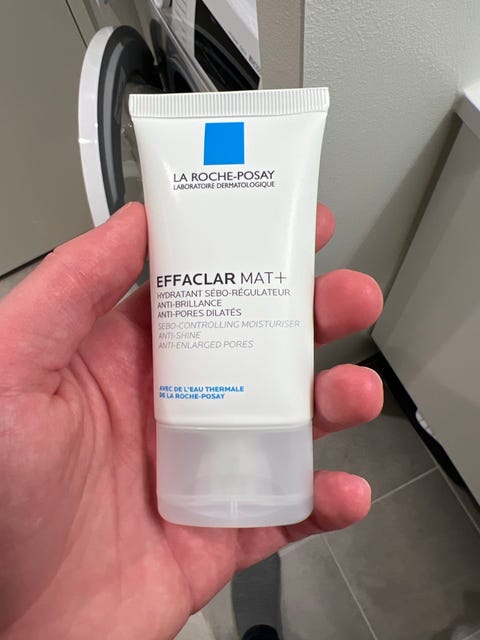 LA ROCHE-POSAY
LABORATOIRE DERMATOLOGIQUE
EFFACLAR MAT+
HYDRATANT SÉBO-RÉGULATEUR
ANTI-BRILLANCE
ANTI-PORES DILATÉS
SEBO-CONTROLLING MOISTURISER
ANTI-SHINE
ANTI-ENLARGED PORES
AVEC DE L'EAU THERMALE
DE LA ROCHE-POSAY